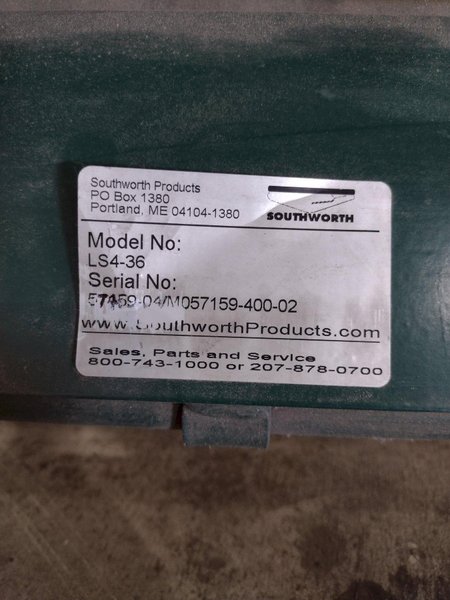 Southworth Products
PO Box 1380
Portland, ME 04104-1380
SOUTHWORTH
Model No:
LS4-36
Serial No:
57159-04/M057159-400-02
www.SouthworthProducts.com
Sales, Parts and Service
800-743-1000 or 207-878-0700